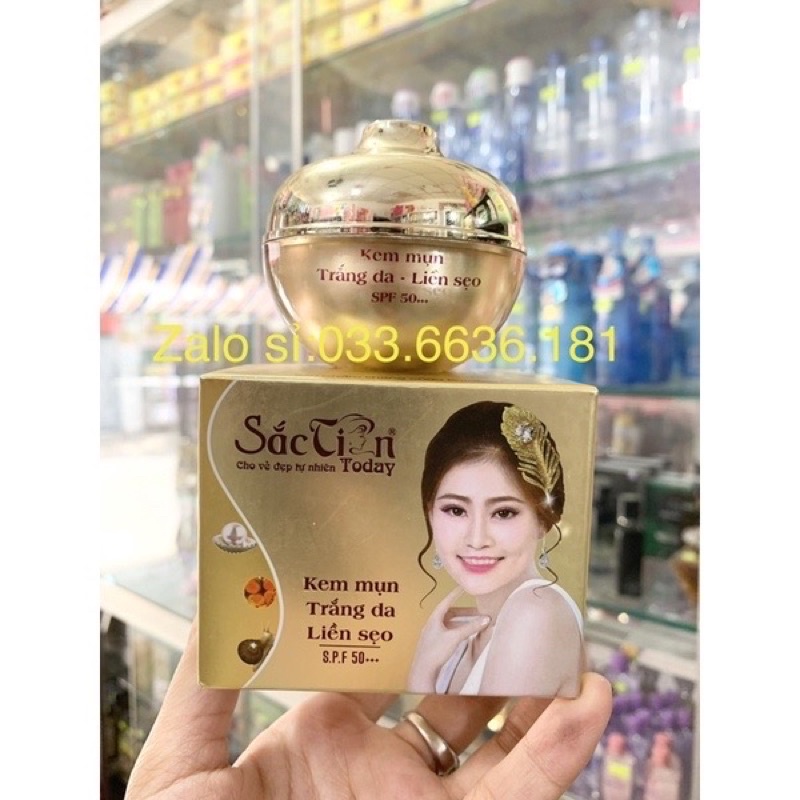 Kem mụn
Trắng da - Liền sẹo
SPF 50...
Zalo sỉ:033.6636.181
SắcTiên®
Cho vẻ đẹp tự nhiên Today
Kem mụn
Trắng da
Liền sẹo
S.P.F 50+++